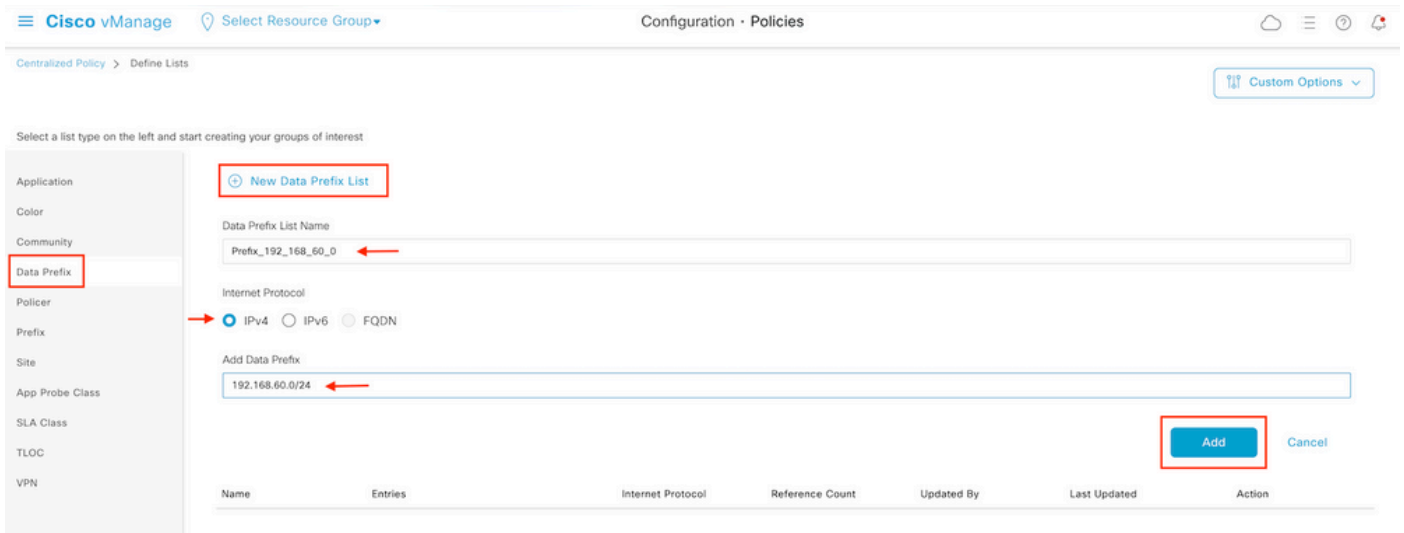 Cisco vManage
Select Resource Group
Configuration · Policies
Centralized Policy > Define Lists
Custom Options
Select a list type on the left and start creating your groups of interest
Application
Color
Community
Data Prefix
Policer
Prefix
Site
App Probe Class
SLA Class
TLOC
VPN
New Data Prefix List
Data Prefix List Name
Prefix_192_168_60_0
Internet Protocol
IPv4 IPv6 FQDN
Add Data Prefix
192.168.60.0/24
Add Cancel
Name Entries Internet Protocol Reference Count Updated By Last Updated Action